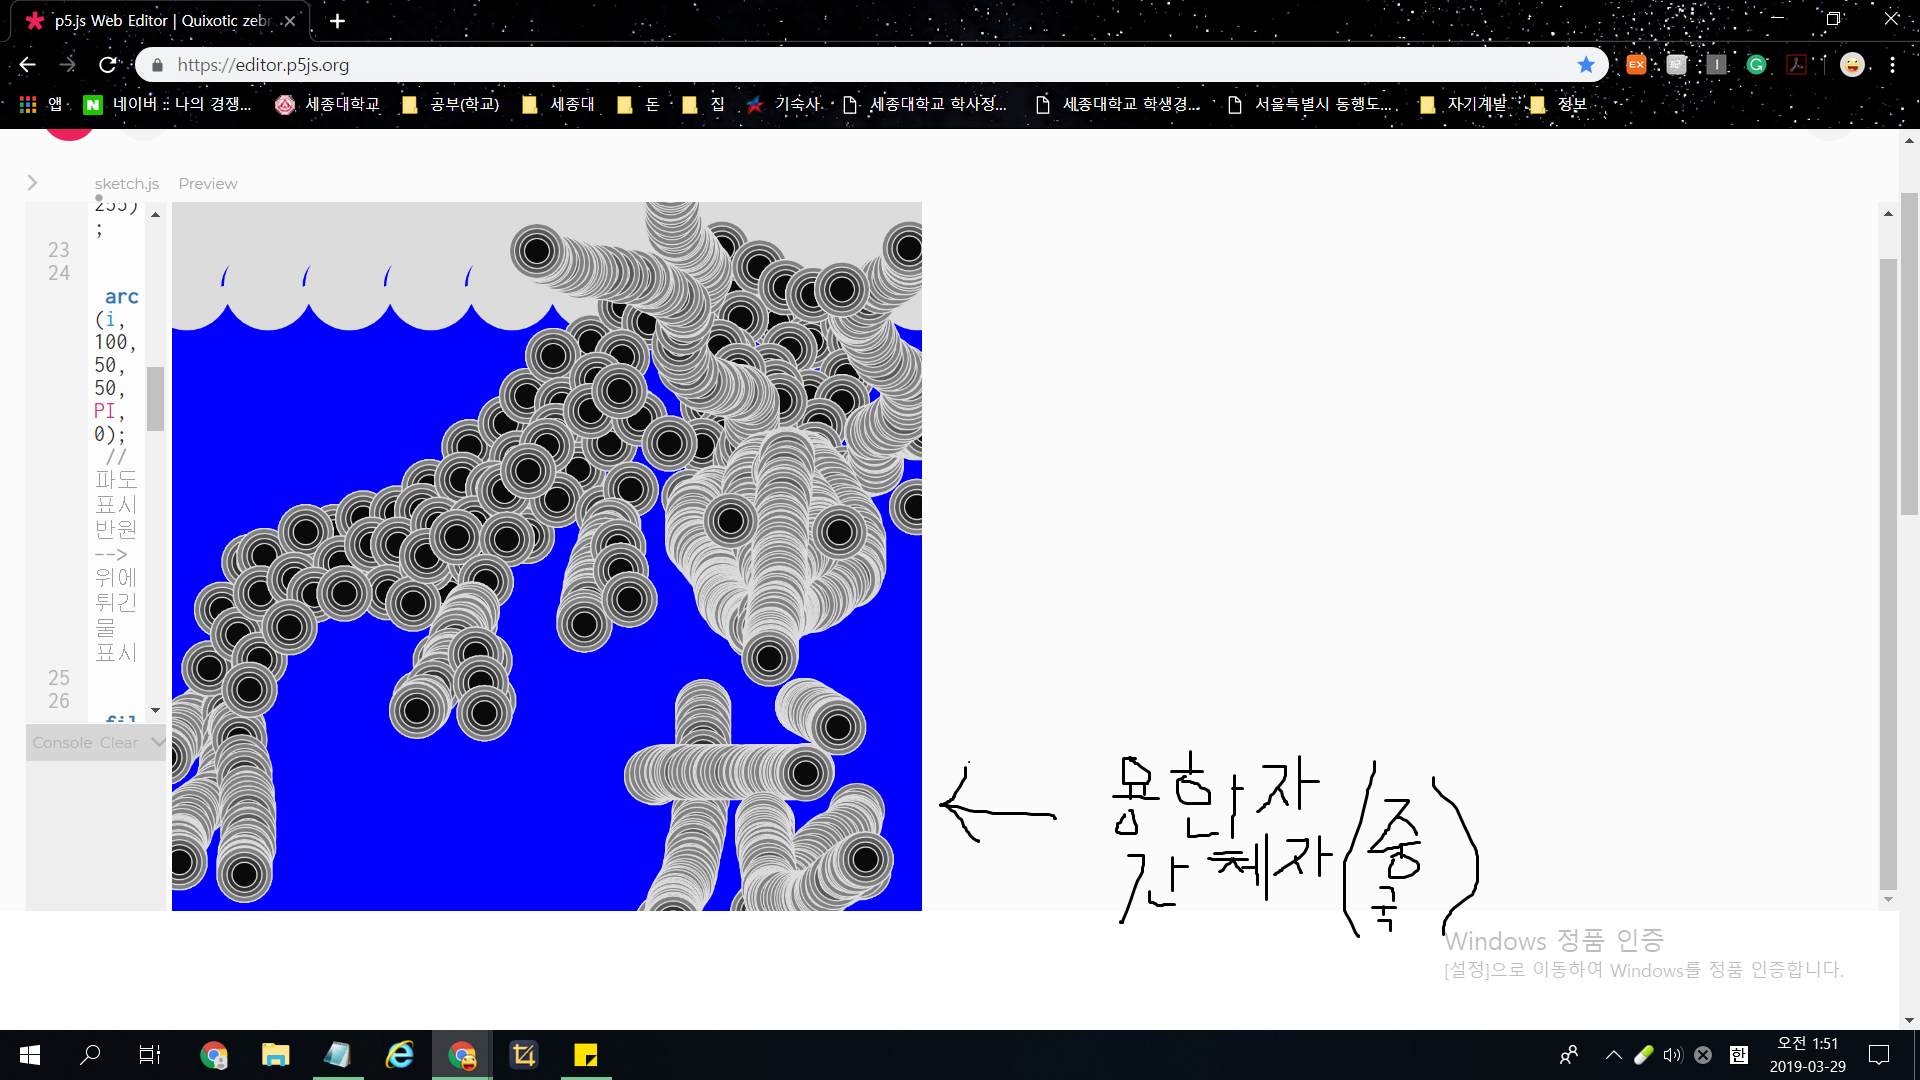 p5.js Web Editor | Quixotic zebr
https://editor.p5js.org
앱
네이버 :: 나의 경쟁...
세종대학교
공부(학교)
세종대
돈
집
기숙사
세종대학교 학사정...
세종대학교 학생경...
서울특별시 동행도...
자기계발
정보
sketch.js
Preview
255)
;
23
24
arc
(i,
100,
50,
50,
PI,
0);
//
파도
표시
반원
-->
위에
튀긴
물
표시
25
26
fil
Console
Clear
용한자
간체자(중국)
Windows 정품 인증
[설정]으로 이동하여 Windows를 정품 인증합니다.
한
오전 1:51
2019-03-29